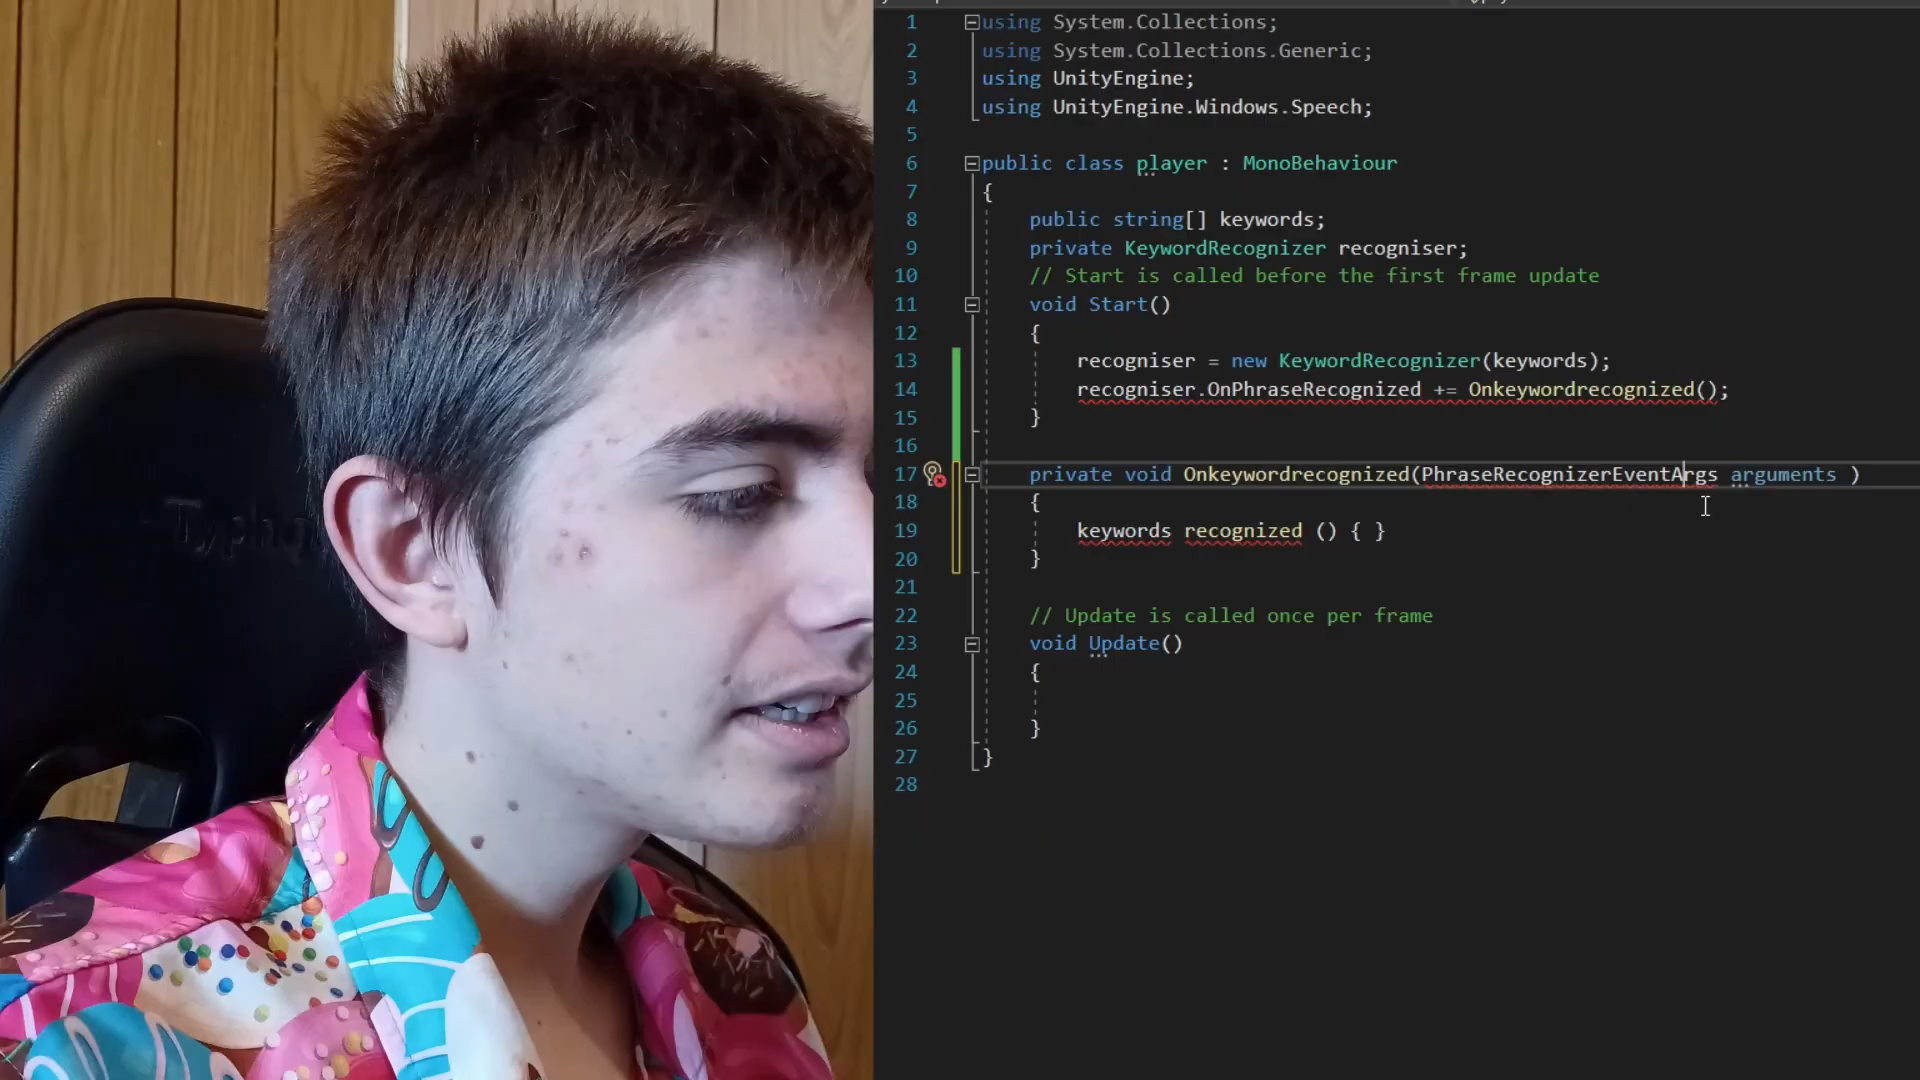 1 using System.Collections;
2 using System.Collections.Generic;
3 using UnityEngine;
4 using UnityEngine.Windows.Speech;
5
6 public class player : MonoBehaviour
7 {
8 public string[] keywords;
9 private KeywordRecognizer recogniser;
10 // Start is called before the first frame update
11 void Start()
12 {
13 recogniser = new KeywordRecognizer(keywords);
14 recogniser.OnPhraseRecognized += Onkeywordrecognized();
15 }
16
17 private void Onkeywordrecognized(PhraseRecognizerEventArgs arguments )
18 {
19 keywords recognized () { }
20 }
21
22 // Update is called once per frame
23 void Update()
24 {
25
26 }
27 }
28